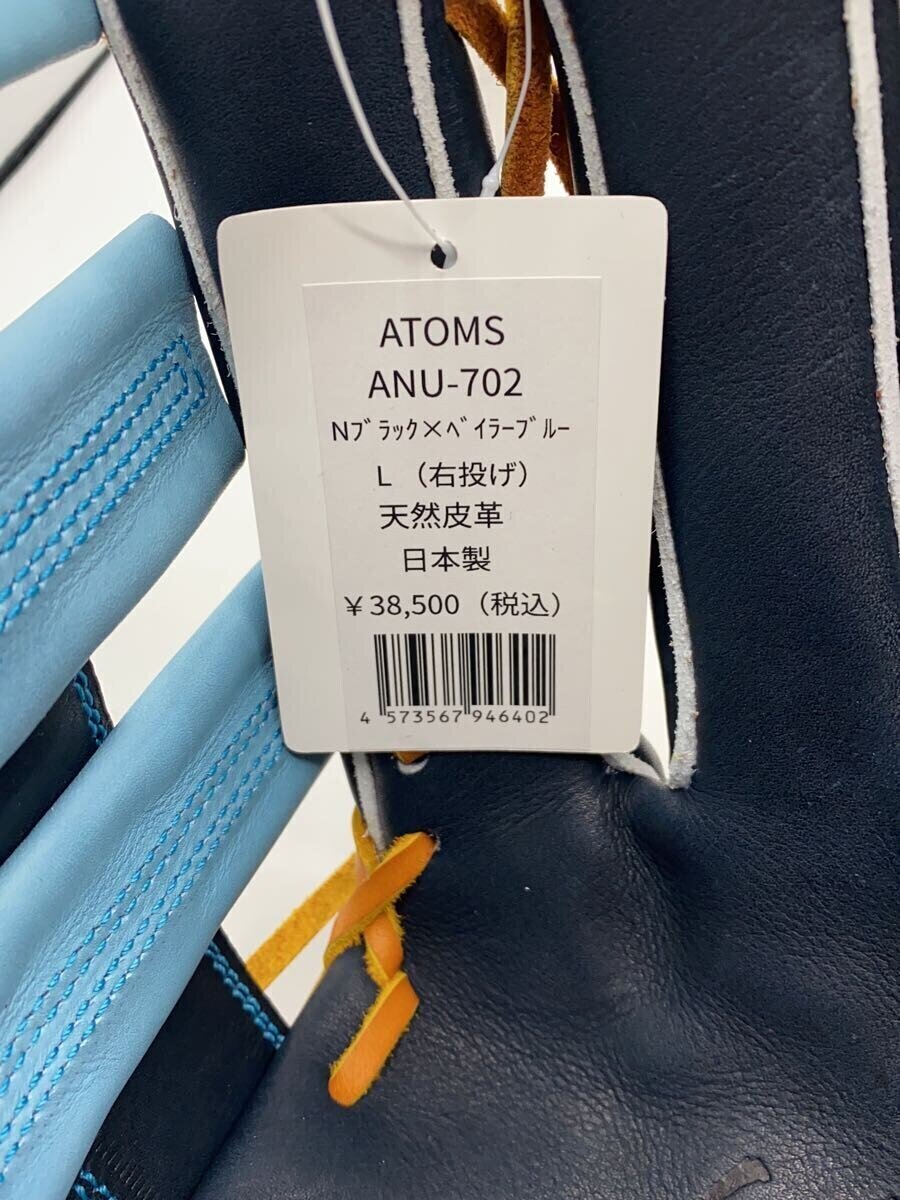 ATOMS
ANU-702
Nﾌﾞﾗｯｸ×ﾍﾞｲﾗｰﾌﾞﾙｰ
L（右投げ）
天然皮革
日本製
￥38,500（税込）
4 573567 946402